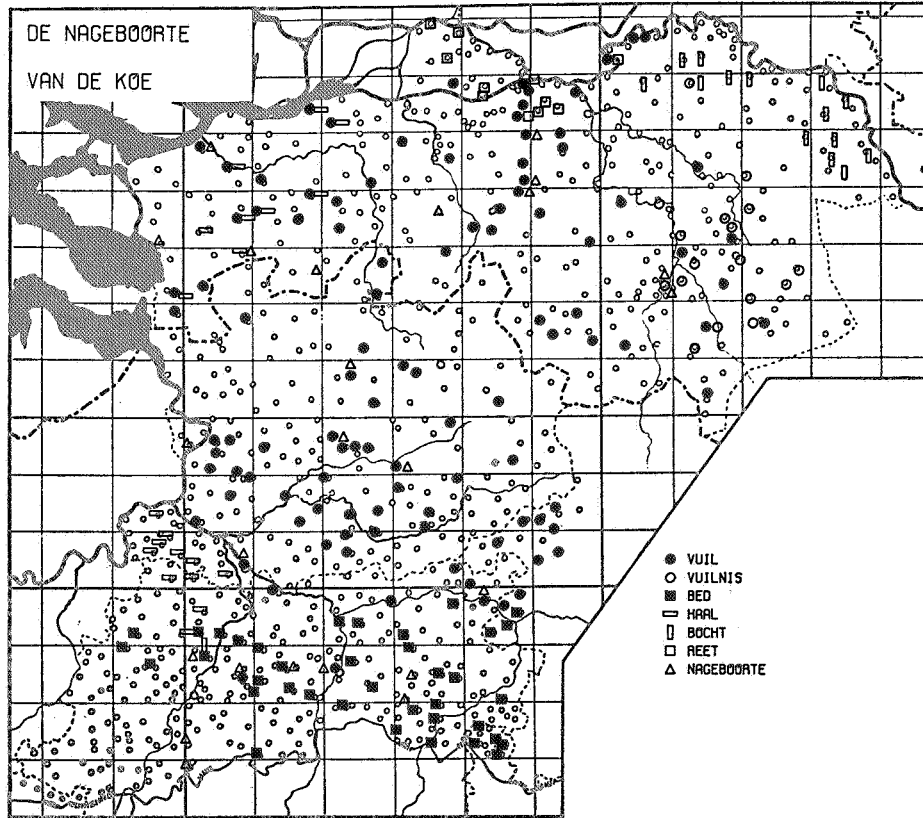 DE NAGEBOORTE
VAN DE KOE
VUIL
VUILNIS
BED
HAAL
BOCHT
REET
NAGEBOORTE